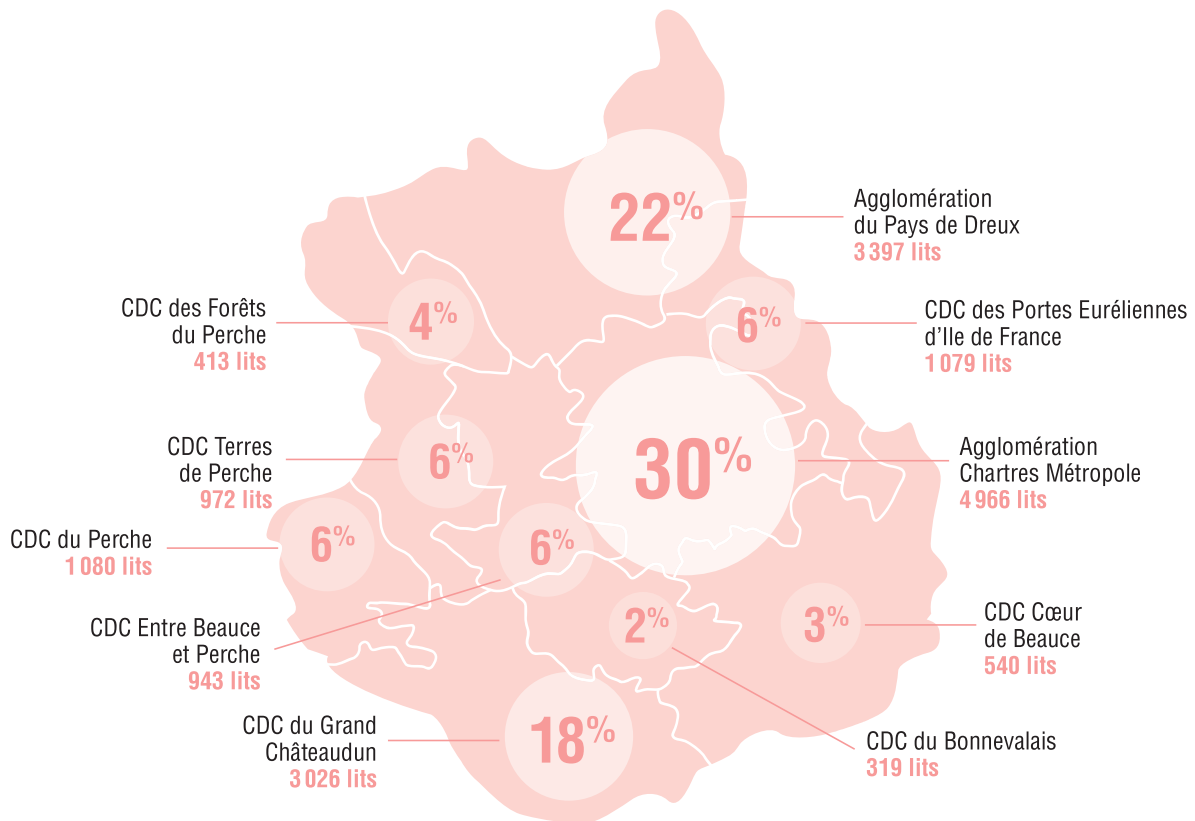 22%
Agglomération
du Pays de Dreux
3 397 lits
CDC des Forêts
du Perche
413 lits
4%
6%
CDC des Portes Euréliennes
d’Ile de France
1 079 lits
CDC Terres
de Perche
972 lits
6%
30%
Agglomération
Chartres Métropole
4 966 lits
CDC du Perche
1 080 lits
6%
6%
CDC Entre Beauce
et Perche
943 lits
2%
3%
CDC Cœur
de Beauce
540 lits
CDC du Grand
Châteaudun
3 026 lits
18%
CDC du Bonnevalais
319 lits